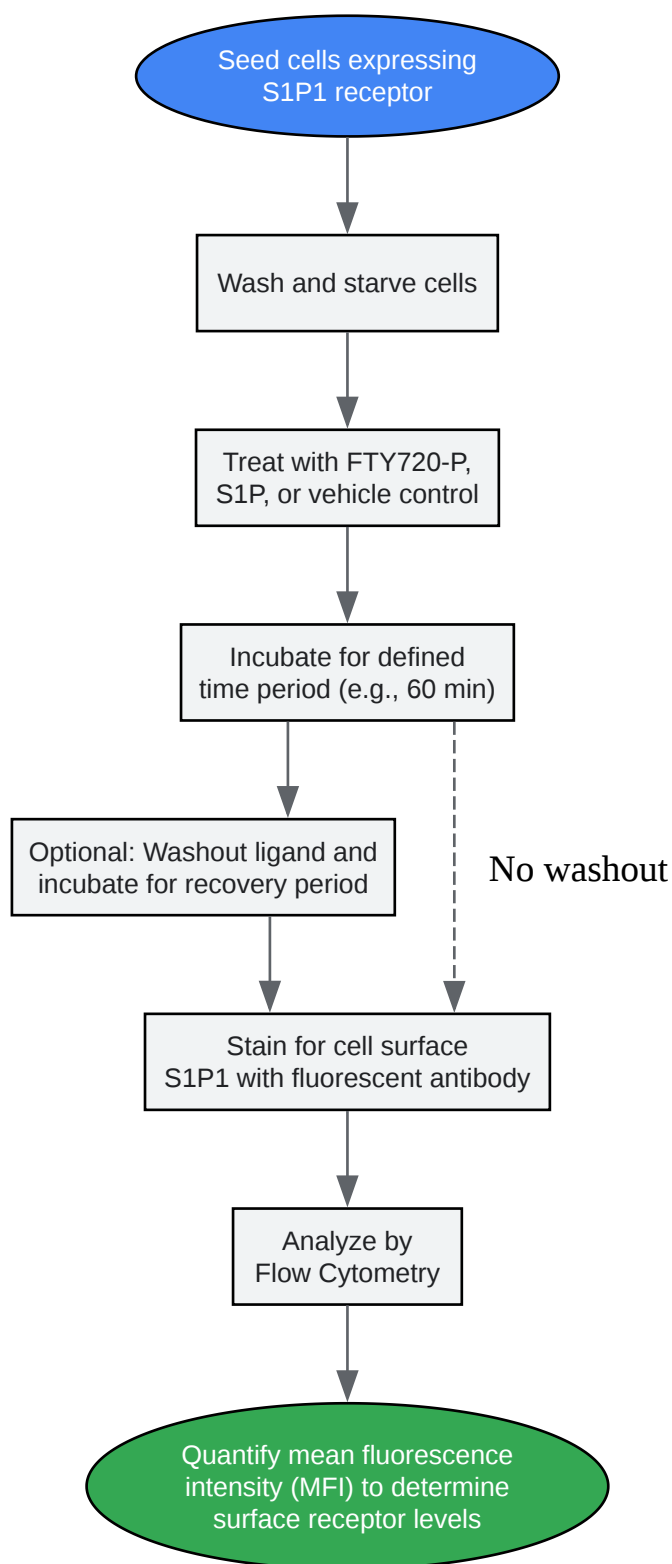 Seed cells expressing
S1P1 receptor
Wash and starve cells
Treat with FTY720-P,
S1P, or vehicle control
Incubate for defined
time period (e.g., 60 min)
Optional: Washout ligand and
incubate for recovery period
No washout
Stain for cell surface
S1P1 with fluorescent antibody
Analyze by
Flow Cytometry
Quantify mean fluorescence
intensity (MFI) to determine
surface receptor levels